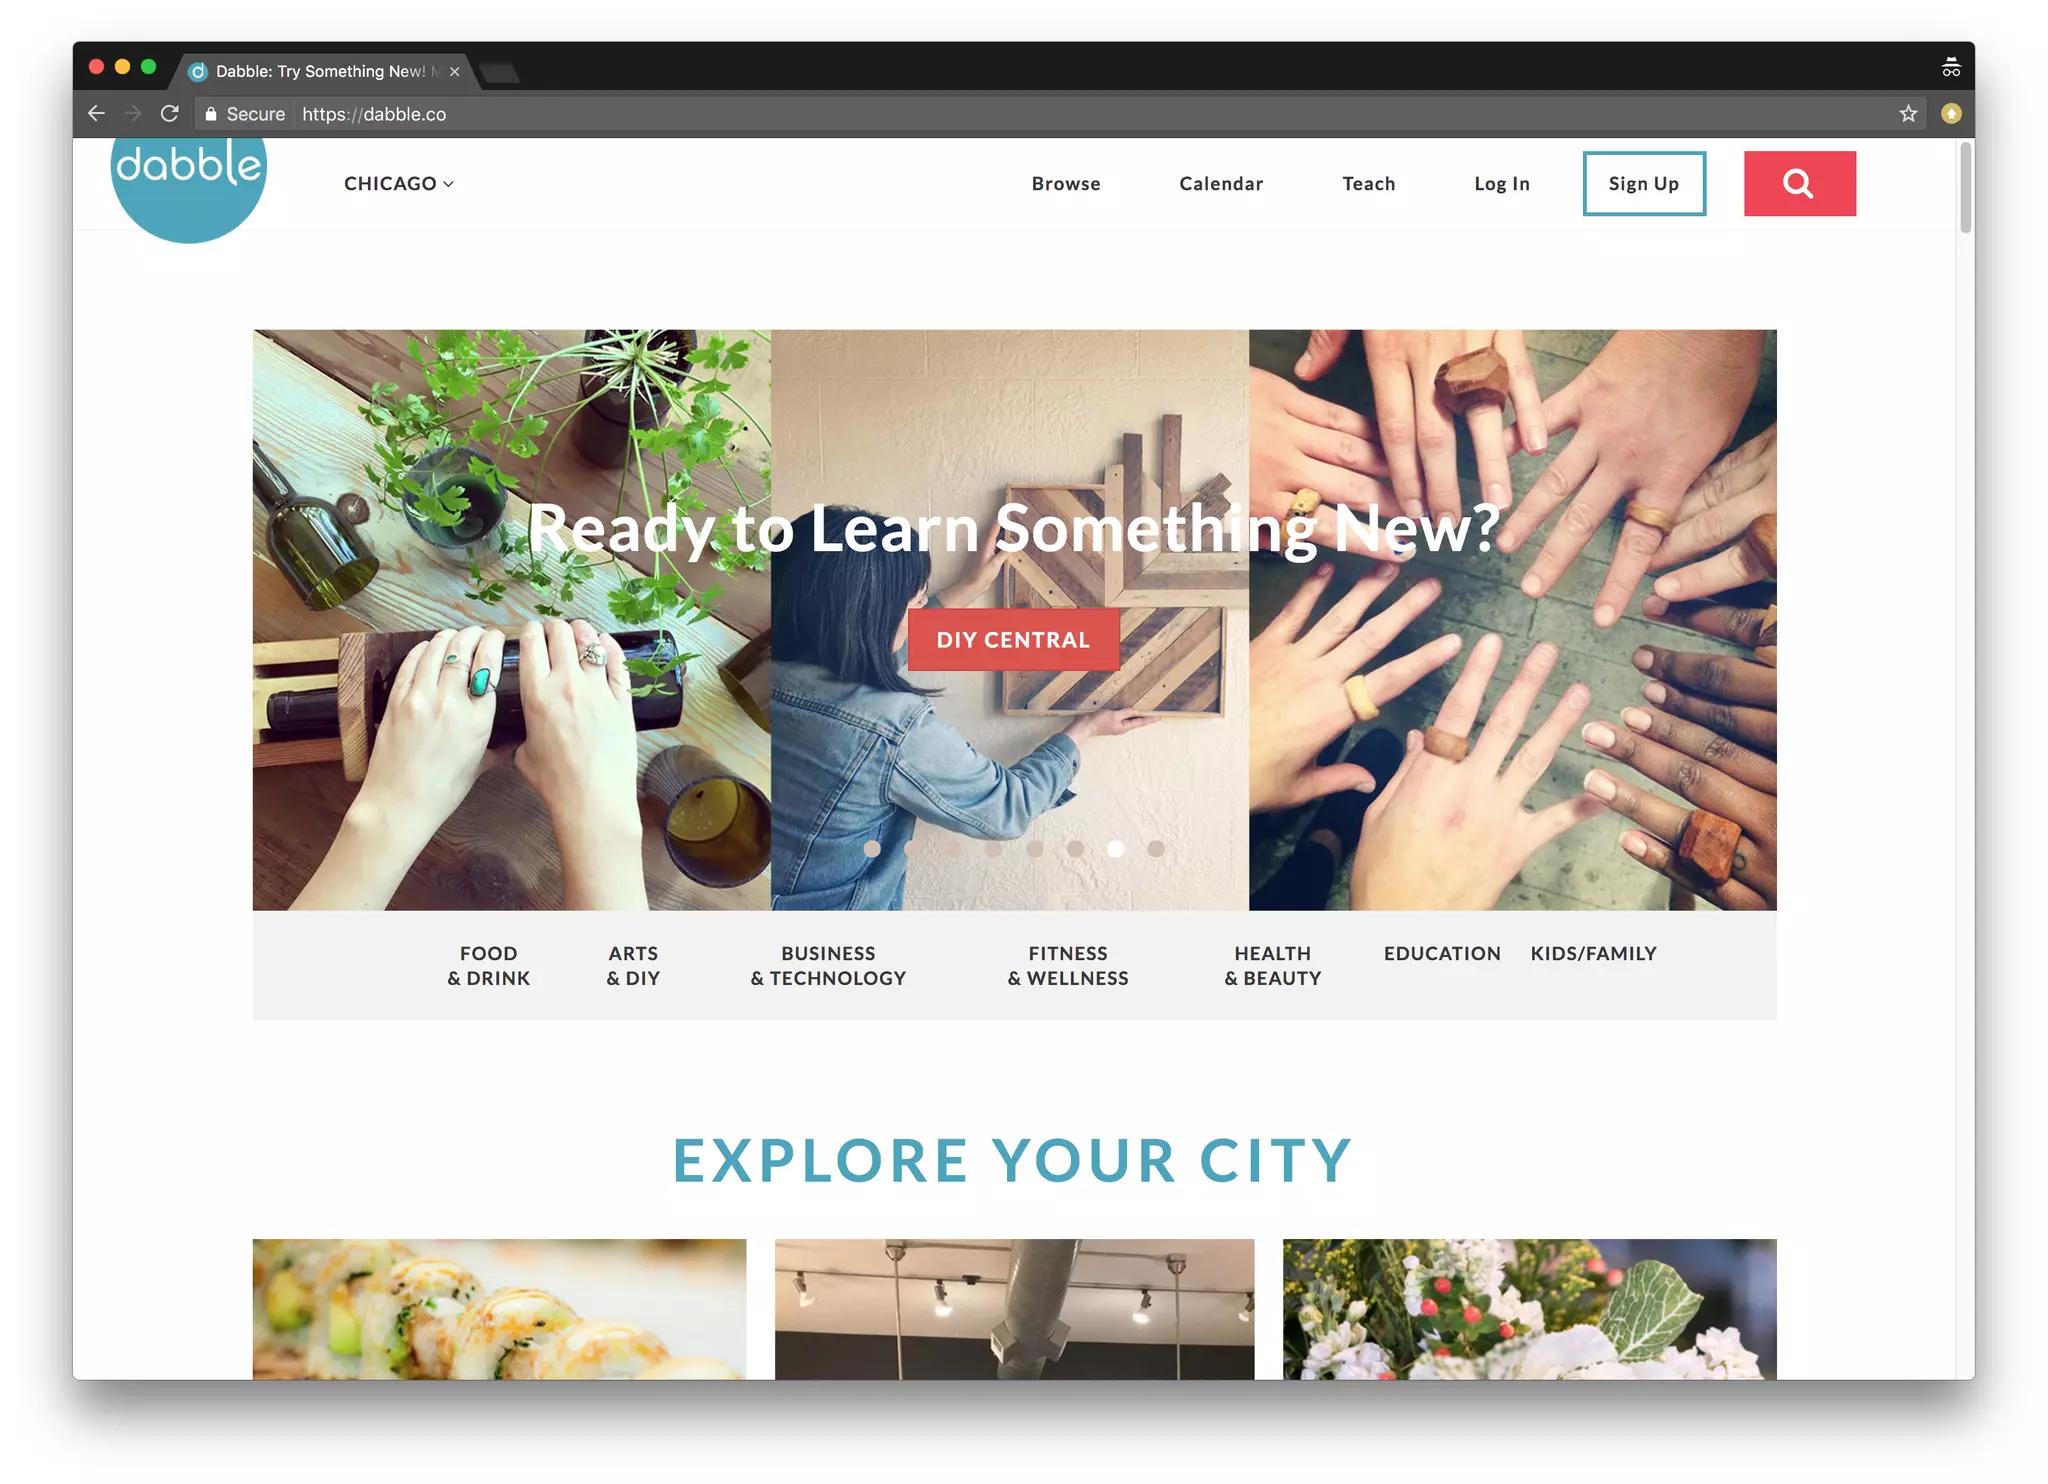 Dabble: Try Something New!
Secure https://dabble.co
dabble
CHICAGO
Browse
Calendar
Teach
Log In
Sign Up
Ready to Learn Something New?
DIY CENTRAL
FOOD
& DRINK
ARTS
& DIY
BUSINESS
& TECHNOLOGY
FITNESS
& WELLNESS
HEALTH
& BEAUTY
EDUCATION
KIDS/FAMILY
EXPLORE YOUR CITY